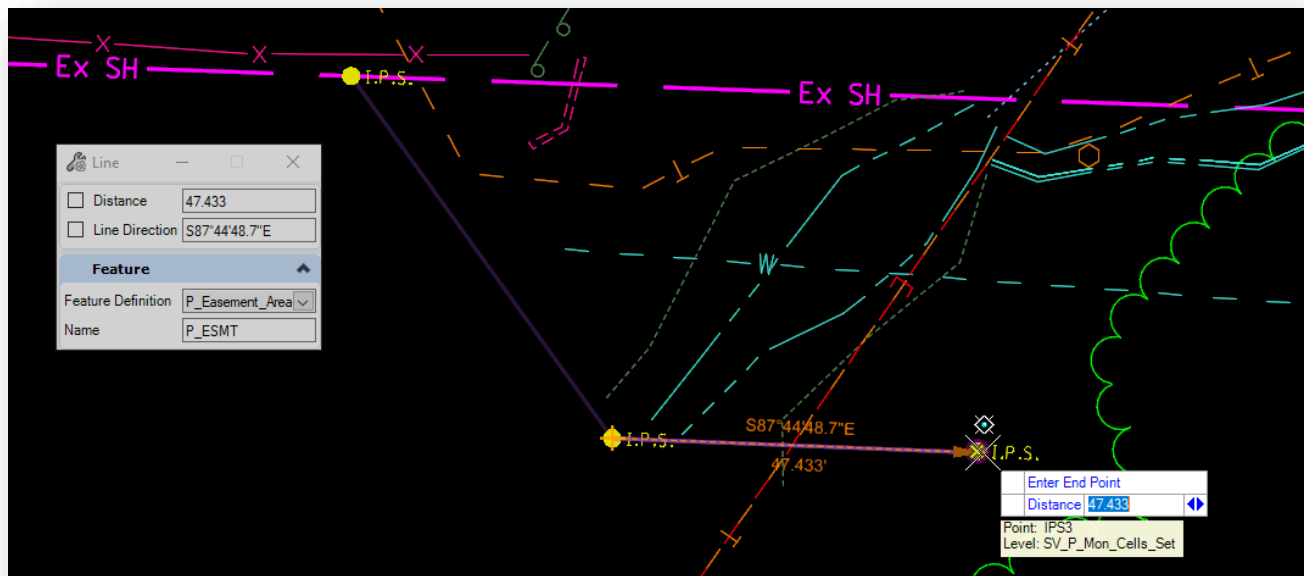 Ex SH
I.P.S.
Ex SH
Line
Distance 47.433
Line Direction S87°44'48.7"E
Feature
Feature Definition P_Easement_Area
Name P_ESMT
W
S87°44'48.7"E
I.P.S.
47.433'
I.P.S.
Enter End Point
Distance 47.433
Point: IPS3
Level: SV_P_Mon_Cells_Set